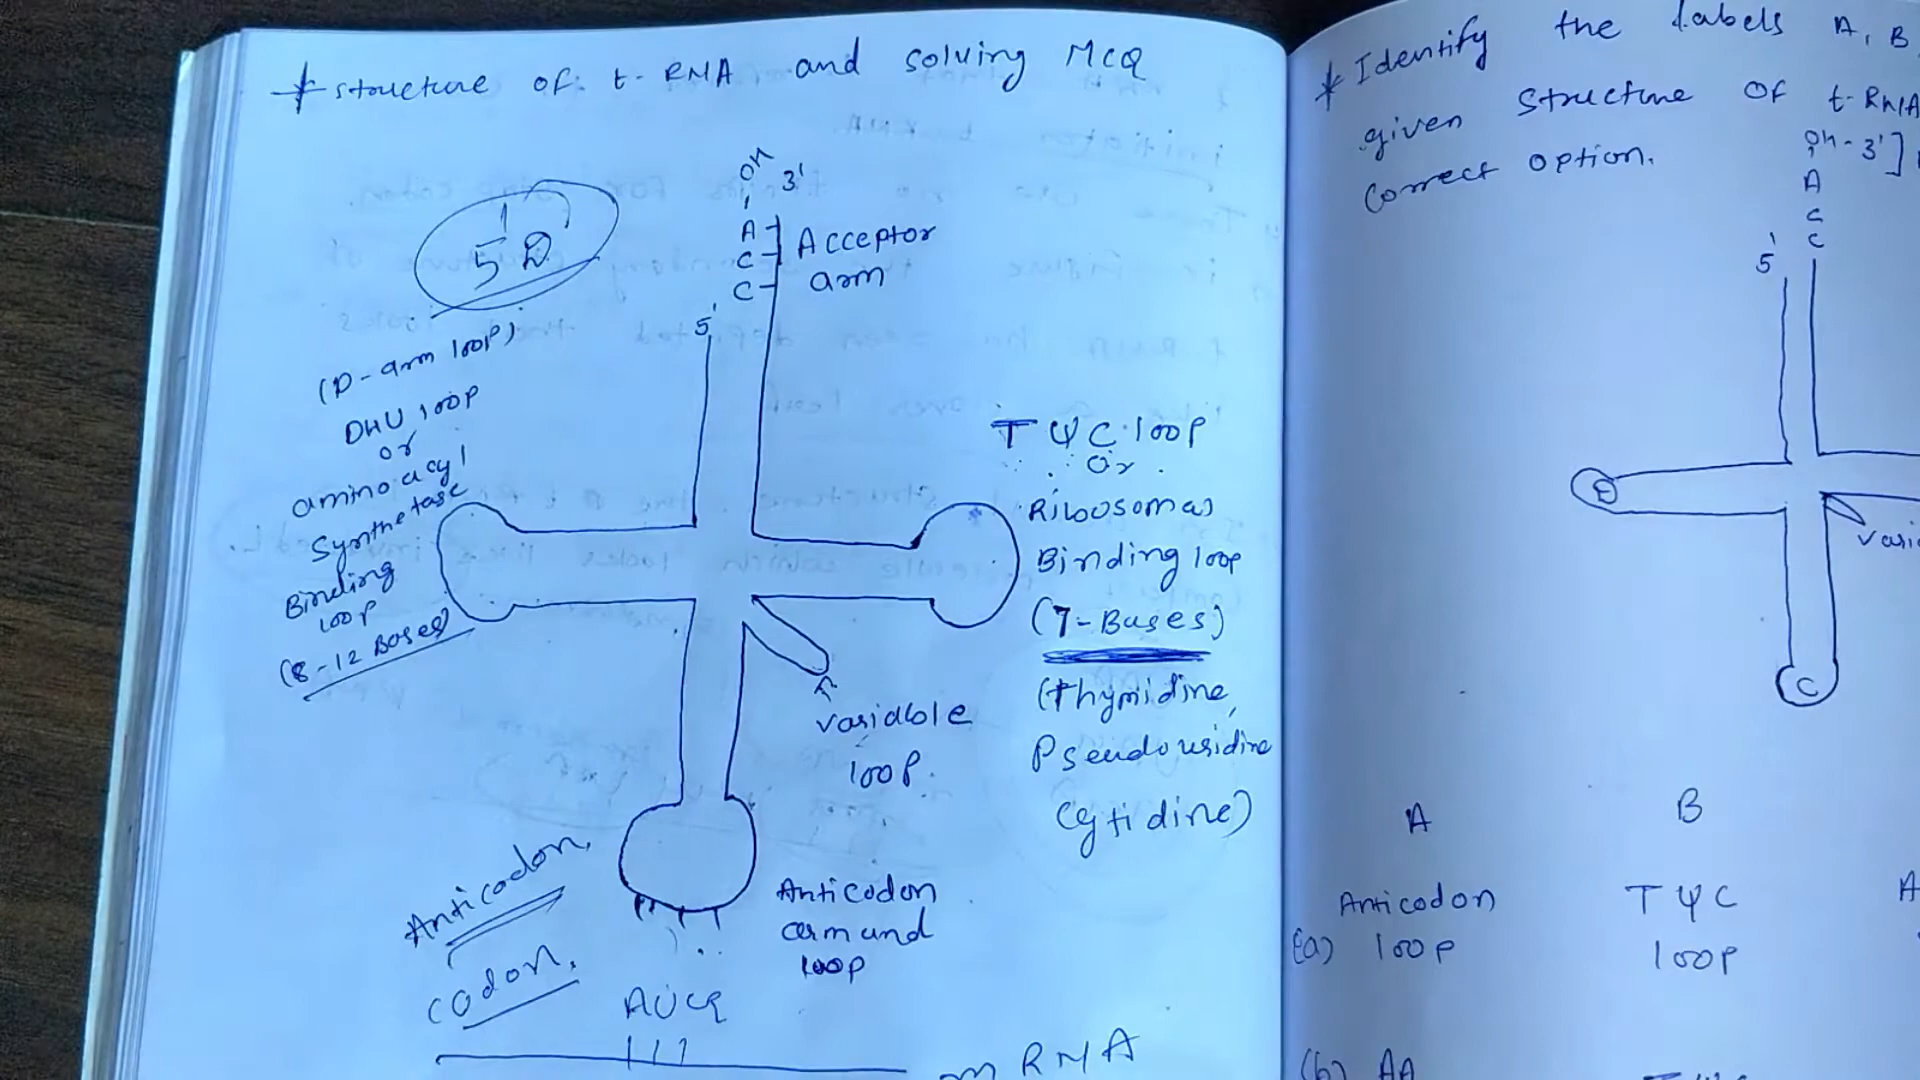 * structure of t-RNA and solving MCQ
OH 3'
A
C
C
Acceptor
arm
5'
5'D
(D-arm loop)
DHU loop
or
aminoacyl
synthetase
Binding
loop
(8-12 Bases)
TΨC loop
Or
Ribosomal
Binding loop
(7-Bases)
(thymidine,
Pseudouridine
Cytidine)
variable
loop.
Anticodon
arm and
loop
Anticodon
codon
AUG
mRNA
* Identify the labels A, B
given structure of t-RNA
correct option.
OH-3']
A
C
C
5'
B
vari
C
A B
Anticodon TΨC A
(a) loop loop
(b) AA